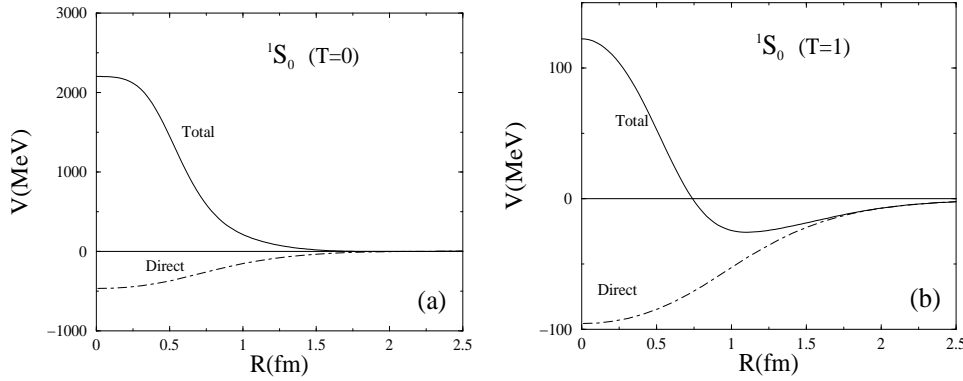 3000
2000
1000
0
−1000
V(MeV)
¹S₀ (T=0)
Total
Direct
(a)
0 0.5 1 1.5 2 2.5
R(fm)
100
0
−100
V(MeV)
¹S₀ (T=1)
Total
Direct
(b)
0 0.5 1 1.5 2 2.5
R(fm)